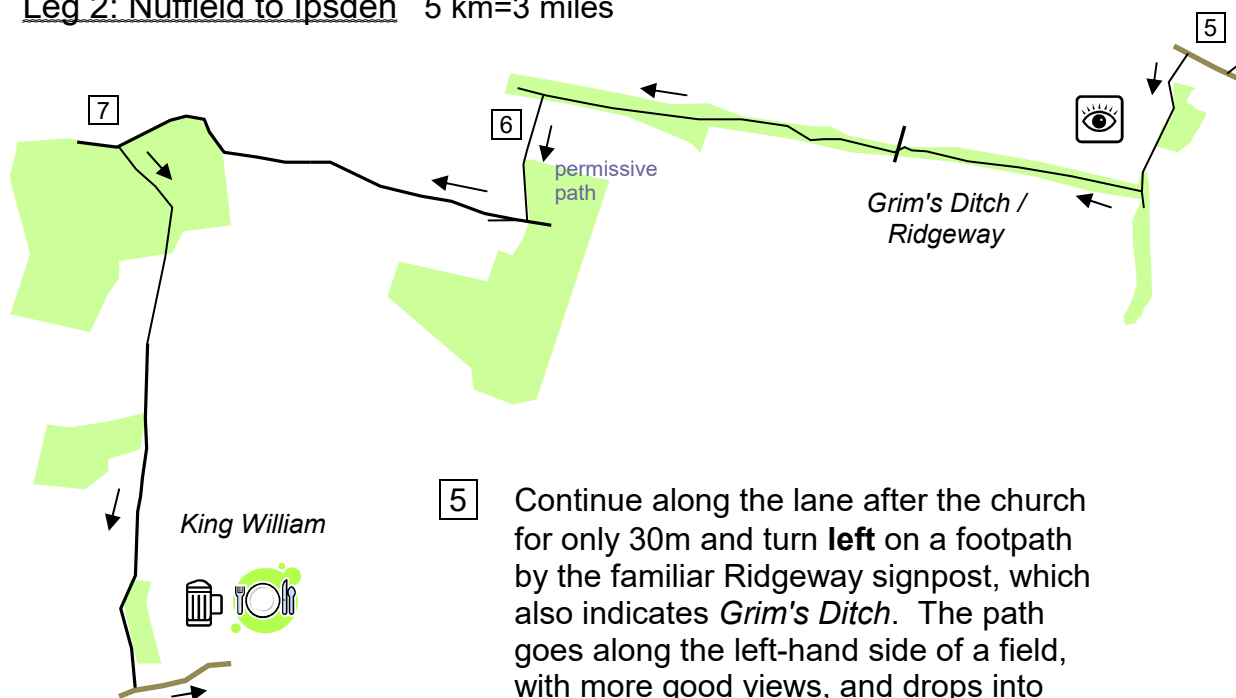 Leg 2: Nuffield to Ipsden 5 km=3 miles
5
7
6
permissive
path
Grim's Ditch /
Ridgeway
King William
5 Continue along the lane after the church
for only 30m and turn left on a footpath
by the familiar Ridgeway signpost, which
also indicates Grim's Ditch. The path
goes along the left-hand side of a field,
with more good views, and drops into